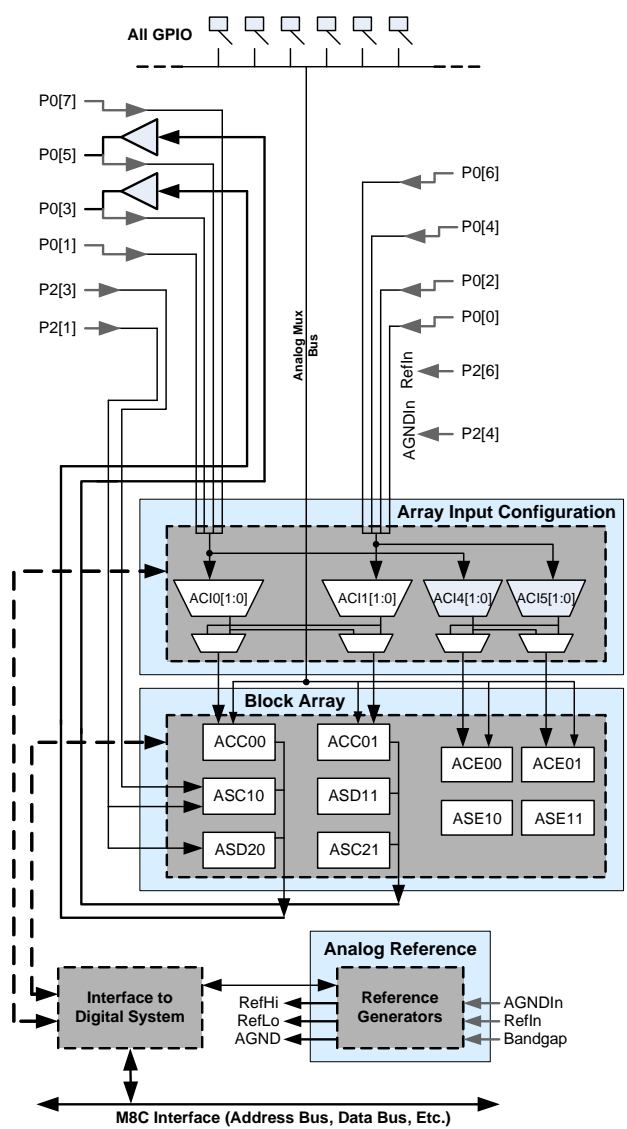 All GPIO
P0[7]
P0[5]
P0[3]
P0[1]
P2[3]
P2[1]
P0[6]
P0[4]
P0[2]
P0[0]
P2[6]
P2[4]
RefIn
AGNDIn
Analog Mux
Bus
Array Input Configuration
ACI0[1:0]
ACI1[1:0]
ACI4[1:0]
ACI5[1:0]
Block Array
ACC00
ACC01
ACE00
ACE01
ASC10
ASD11
ASE10
ASE11
ASD20
ASC21
Analog Reference
Interface to
Digital System
RefHi
RefLo
AGND
Reference
Generators
AGNDIn
RefIn
Bandgap
M8C Interface (Address Bus, Data Bus, Etc.)